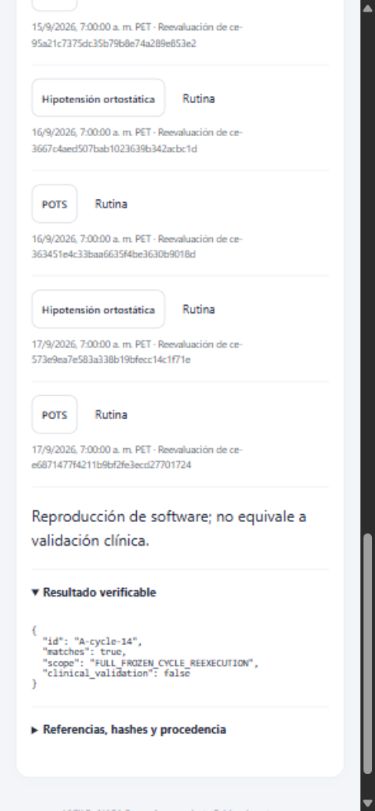 15/9/2026, 7:00:00 a. m. PET · Reevaluación de ce-
95a21c7375dc35b79b8e74a289e853e2
Hipotensión ortostática Rutina
16/9/2026, 7:00:00 a. m. PET · Reevaluación de ce-
3667c4aed507bab1023639b342acbc1d
POTS Rutina
16/9/2026, 7:00:00 a. m. PET · Reevaluación de ce-
363451e4c33baa6635f4be3630b9018d
Hipotensión ortostática Rutina
17/9/2026, 7:00:00 a. m. PET · Reevaluación de ce-
573e9ea7e583a338b19bfecc14c1f71e
POTS Rutina
17/9/2026, 7:00:00 a. m. PET · Reevaluación de ce-
e6871477f4211b9bf2fe3ecd27701724
Reproducción de software; no equivale a
validación clínica.
▼ Resultado verificable
{
"id": "A-cycle-14",
"matches": true,
"scope": "FULL_FROZEN_CYCLE_REEXECUTION",
"clinical_validation": false
}
▶ Referencias, hashes y procedencia